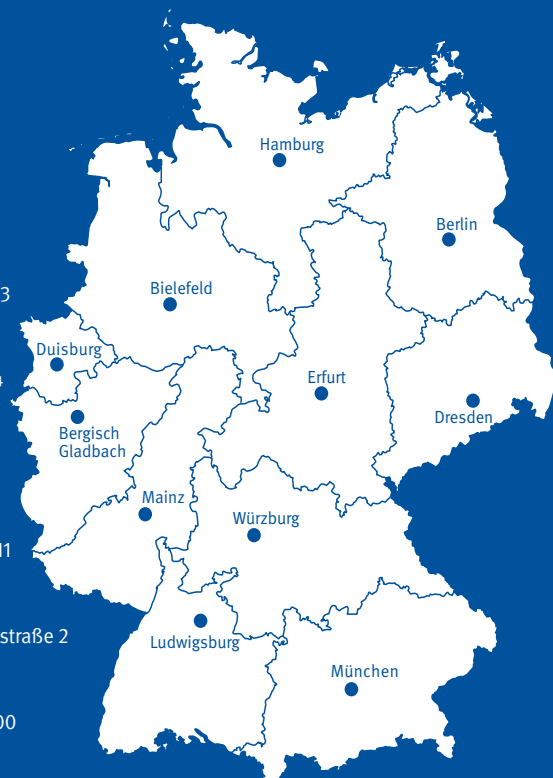 Hamburg
Berlin
3
Bielefeld
Duisburg
Erfurt
Dresden
Bergisch
Gladbach
Mainz
Würzburg
11
straße 2
Ludwigsburg
München
00